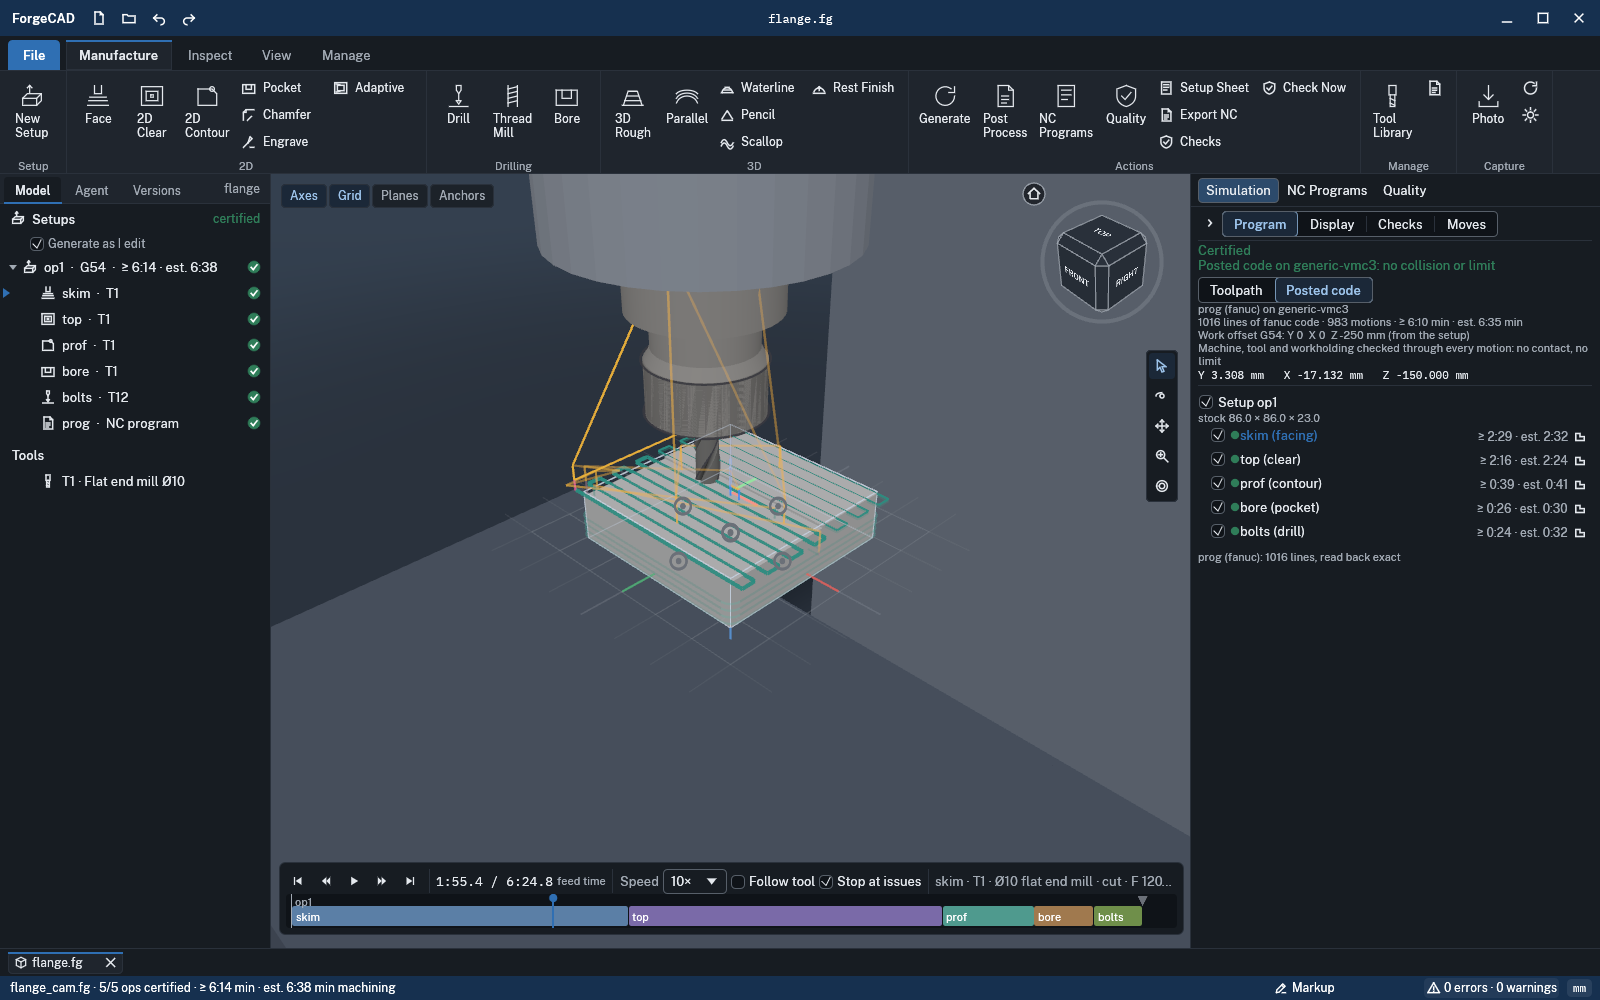 ForgeCAD
flange.fg
File
Manufacture
Inspect
View
Manage
New Setup
Face
2D Clear
2D Contour
Pocket
Chamfer
Engrave
Adaptive
Drill
Thread Mill
Bore
3D Rough
Parallel
Waterline
Pencil
Scallop
Rest Finish
Generate
Post Process
NC Programs
Quality
Setup Sheet
Export NC
Checks
Check Now
Tool Library
Photo
Setup
2D
Drilling
3D
Actions
Manage
Capture
Model
Agent
Versions
flange
Setups
certified
Generate as I edit
op1 · G54 · ≥ 6:14 · est. 6:38
skim · T1
top · T1
prof · T1
bore · T1
bolts · T12
prog · NC program
Tools
T1 · Flat end mill Ø10
Axes
Grid
Planes
Anchors
TOP
FRONT
RIGHT
Simulation
NC Programs
Quality
Program
Display
Checks
Moves
Certified
Posted code on generic-vmc3: no collision or limit
Toolpath
Posted code
prog (fanuc) on generic-vmc3
1016 lines of fanuc code · 983 motions · ≥ 6:10 min · est. 6:35 min
Work offset G54: Y 0 X 0 Z -250 mm (from the setup)
Machine, tool and workholding checked through every motion: no contact, no
limit
Y 3.308 mm X -17.132 mm Z -150.000 mm
Setup op1
stock 86.0 × 86.0 × 23.0
skim (facing) ≥ 2:29 · est. 2:32
top (clear) ≥ 2:16 · est. 2:24
prof (contour) ≥ 0:39 · est. 0:41
bore (pocket) ≥ 0:26 · est. 0:30
bolts (drill) ≥ 0:24 · est. 0:32
prog (fanuc): 1016 lines, read back exact
1:55.4 / 6:24.8 feed time
Speed
10×
Follow tool
Stop at issues
skim · T1 · Ø10 flat end mill · cut · F 120...
op1
skim
top
prof
bore
bolts
flange.fg
flange_cam.fg · 5/5 ops certified · ≥ 6:14 min · est. 6:38 min machining
Markup
0 errors · 0 warnings
mm